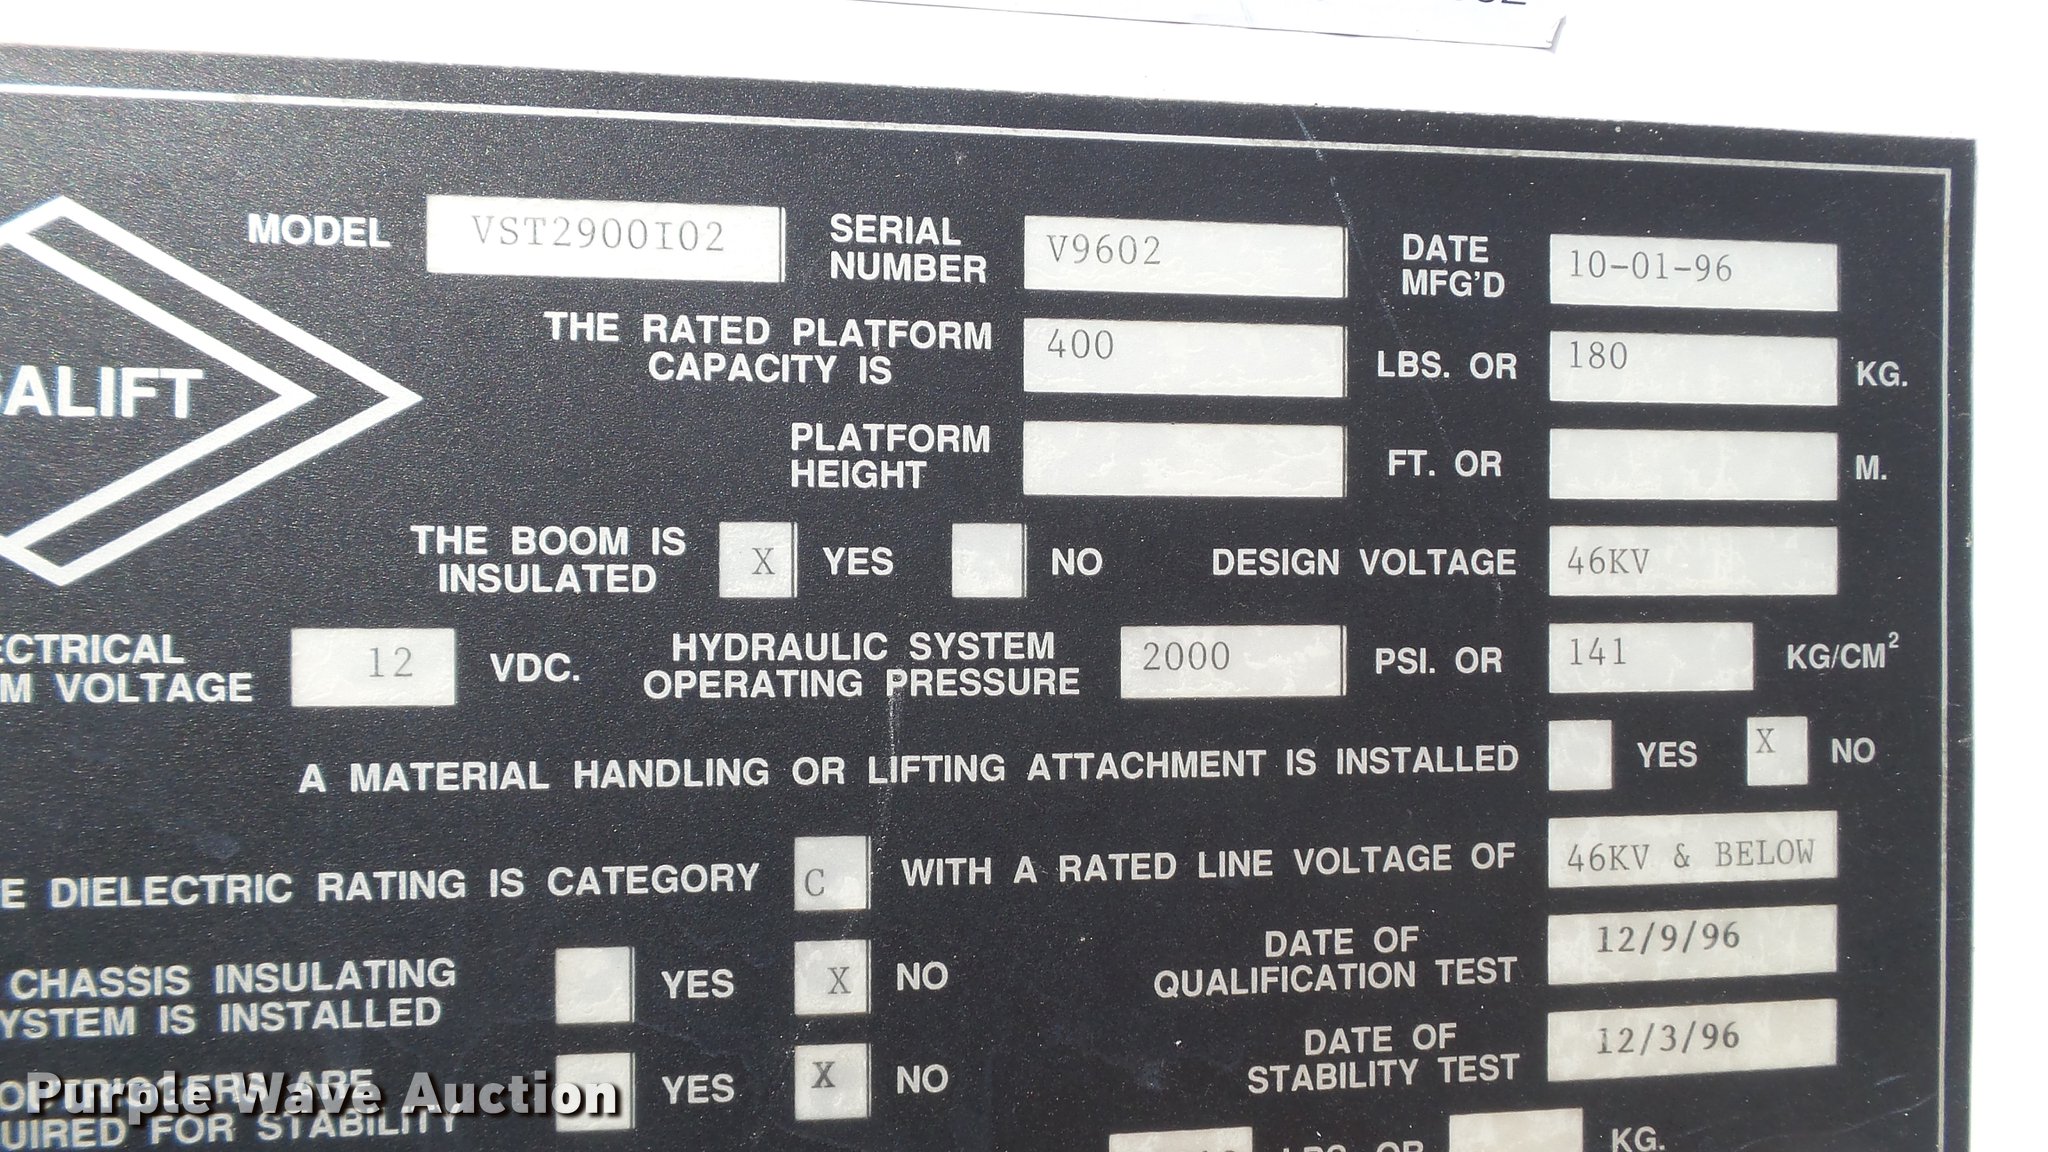 MODEL VST2900I02 SERIAL NUMBER V9602 DATE MFG'D 10-01-96
THE RATED PLATFORM CAPACITY IS 400 LBS. OR 180 KG.
ALIFT
PLATFORM HEIGHT FT. OR M.
THE BOOM IS INSULATED X YES NO DESIGN VOLTAGE 46KV
ECTRICAL M VOLTAGE 12 VDC. HYDRAULIC SYSTEM OPERATING PRESSURE 2000 PSI. OR 141 KG/CM²
A MATERIAL HANDLING OR LIFTING ATTACHMENT IS INSTALLED YES X NO
E DIELECTRIC RATING IS CATEGORY C WITH A RATED LINE VOLTAGE OF 46KV & BELOW
CHASSIS INSULATING YSTEM IS INSTALLED YES X NO
DATE OF QUALIFICATION TEST 12/9/96
OUTRIGGERS ARE UIRED FOR STABILITY YES X NO
DATE OF STABILITY TEST 12/3/96
LBS. OR KG.
Purple Wave Auction